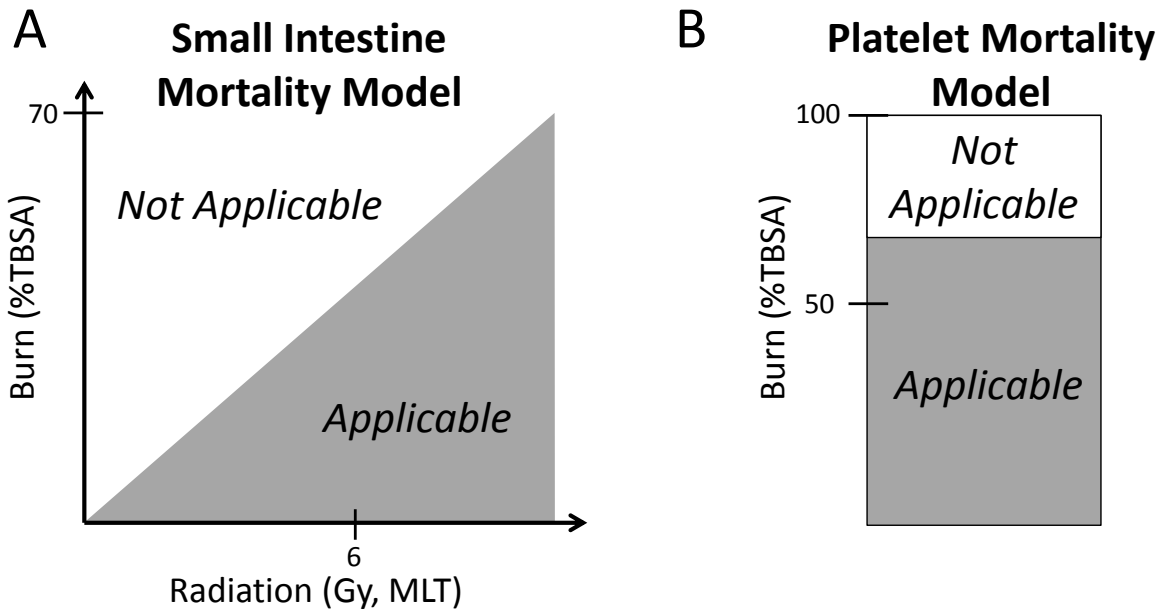 A
Small Intestine
Mortality Model
70
Not Applicable
Applicable
Burn (%TBSA)
6
Radiation (Gy, MLT)
B
Platelet Mortality
Model
100
Not
Applicable
50
Applicable
Burn (%TBSA)